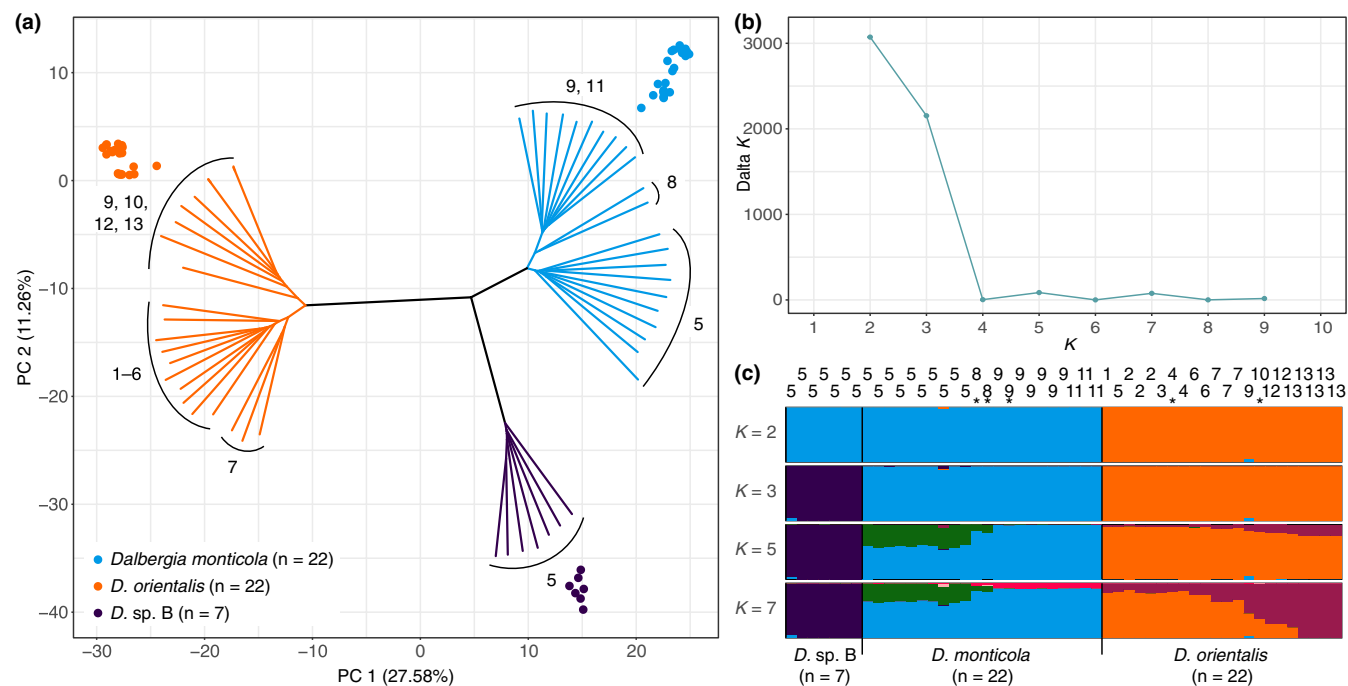 (a)
10
0
−10
−20
−30
−40
PC 2 (11.26%)
9, 11
8
5
9, 10,
12, 13
1–6
7
5
Dalbergia monticola (n = 22)
D. orientalis (n = 22)
D. sp. B (n = 7)
−30 −20 −10 0 10 20
PC 1 (27.58%)
(b)
3000
2000
1000
0
Dalta K
1 2 3 4 5 6 7 8 9 10
K
(c)
5 5 5 5 5 5 5 5 8 9 9 9 9 11 1 2 2 4 6 7 7 10 12 13 13
5 5 5 5 5 5 5 5 5 8 9 9 9 11 11 5 2 3 4 6 7 9 12 13 13 13
* * * * *
K = 2
K = 3
K = 5
K = 7
D. sp. B D. monticola D. orientalis
(n = 7) (n = 22) (n = 22)